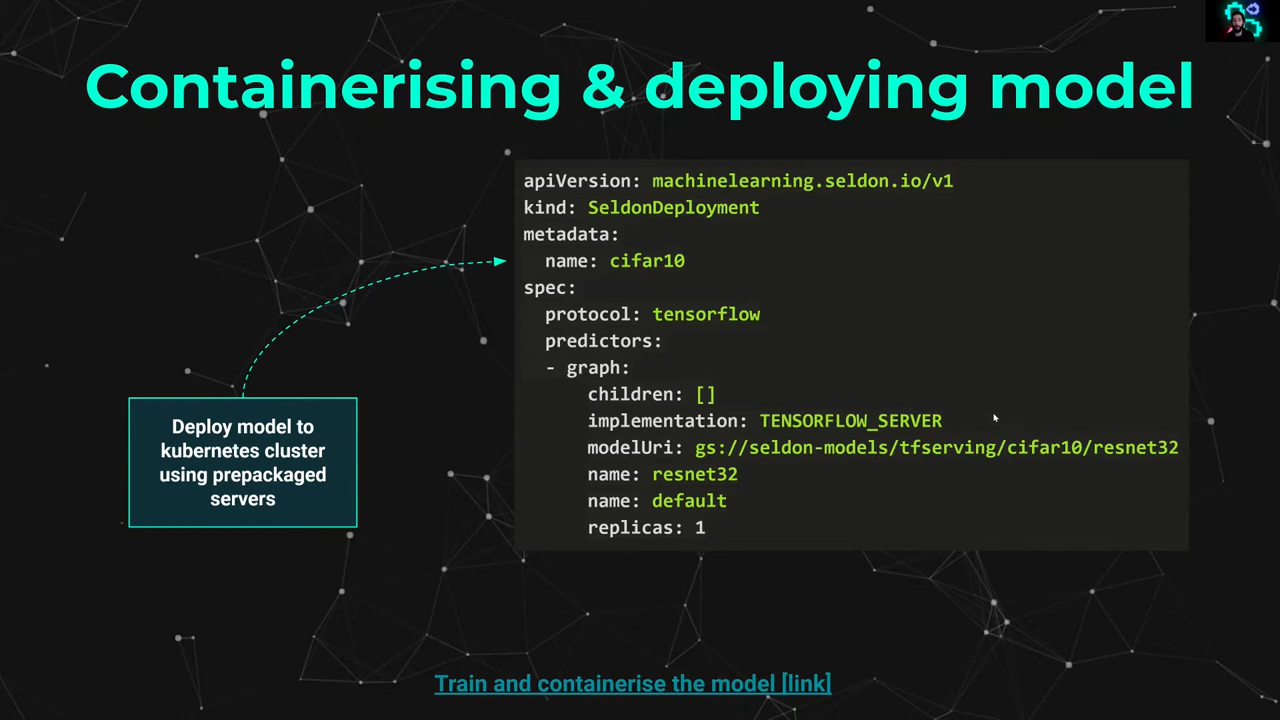 Containerising & deploying model
apiVersion: machinelearning.seldon.io/v1
kind: SeldonDeployment
metadata:
  name: cifar10
spec:
  protocol: tensorflow
  predictors:
  - graph:
      children: []
      implementation: TENSORFLOW_SERVER
      modelUri: gs://seldon-models/tfserving/cifar10/resnet32
      name: resnet32
      name: default
      replicas: 1
Deploy model to
kubernetes cluster
using prepackaged
servers
Train and containerise the model [link]